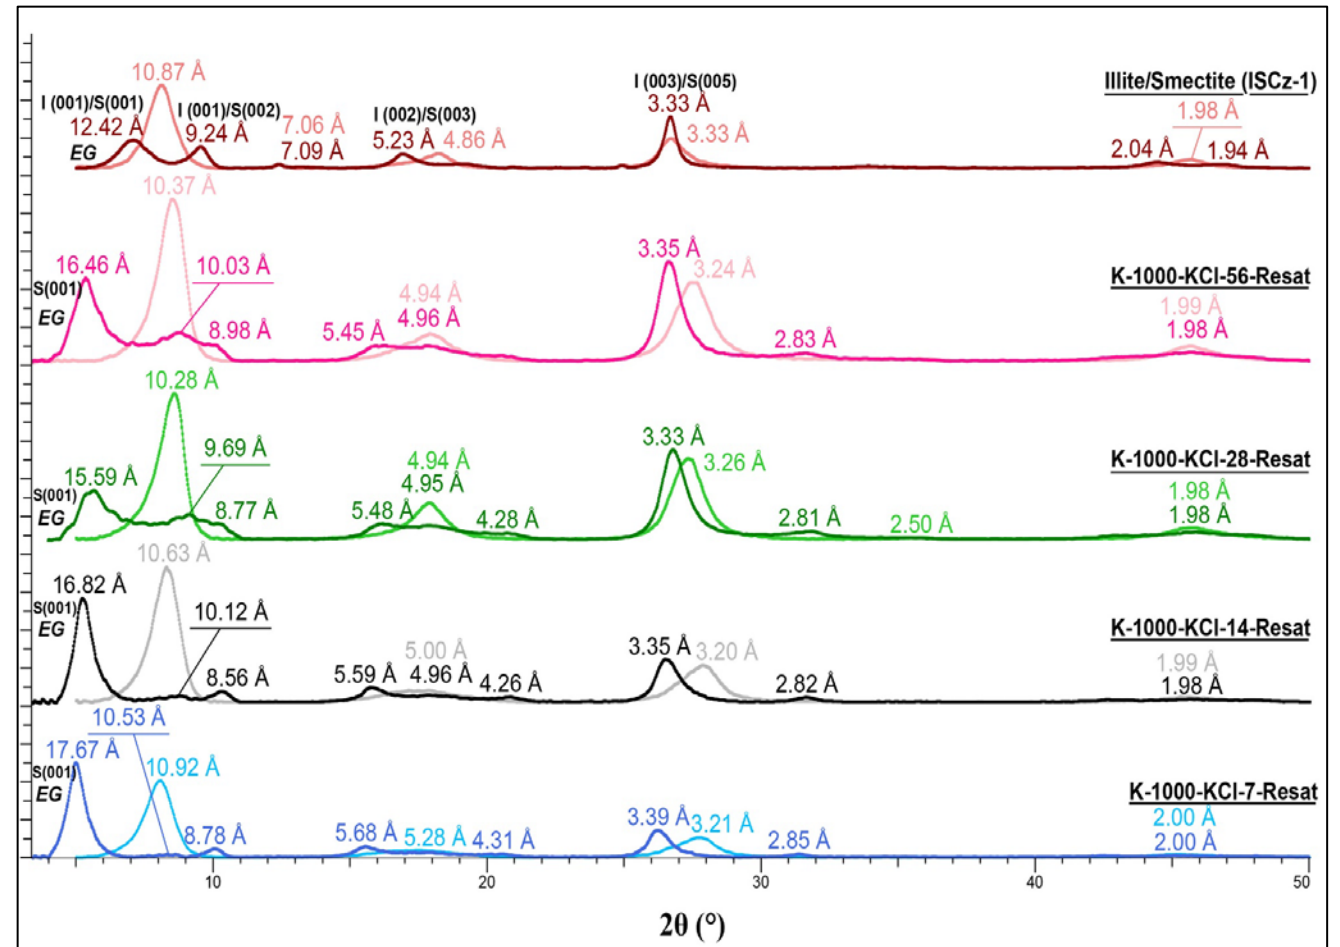 10.87 Å
I (001)/S(001)
12.42 Å
EG
I (001)/S(002)
9.24 Å
7.06 Å
7.09 Å
I (002)/S(003)
5.23 Å
4.86 Å
I (003)/S(005)
3.33 Å
3.33 Å
Illite/Smectite (ISCz-1)
1.98 Å
2.04 Å
1.94 Å
10.37 Å
16.46 Å
S(001)
EG
10.03 Å
8.98 Å
4.94 Å
4.96 Å
5.45 Å
3.35 Å
3.24 Å
2.83 Å
K-1000-KCl-56-Resat
1.99 Å
1.98 Å
10.28 Å
15.59 Å
S(001)
EG
9.69 Å
8.77 Å
4.94 Å
4.95 Å
5.48 Å
4.28 Å
3.33 Å
3.26 Å
2.81 Å
2.50 Å
K-1000-KCl-28-Resat
1.98 Å
1.98 Å
10.63 Å
16.82 Å
S(001)
EG
10.12 Å
8.56 Å
5.00 Å
5.59 Å
4.96 Å
4.26 Å
3.35 Å
3.20 Å
2.82 Å
K-1000-KCl-14-Resat
1.99 Å
1.98 Å
10.53 Å
17.67 Å
S(001)
EG
10.92 Å
8.78 Å
5.68 Å
5.28 Å
4.31 Å
3.39 Å
3.21 Å
2.85 Å
K-1000-KCl-7-Resat
2.00 Å
2.00 Å
10
20
30
40
50
2θ (°)